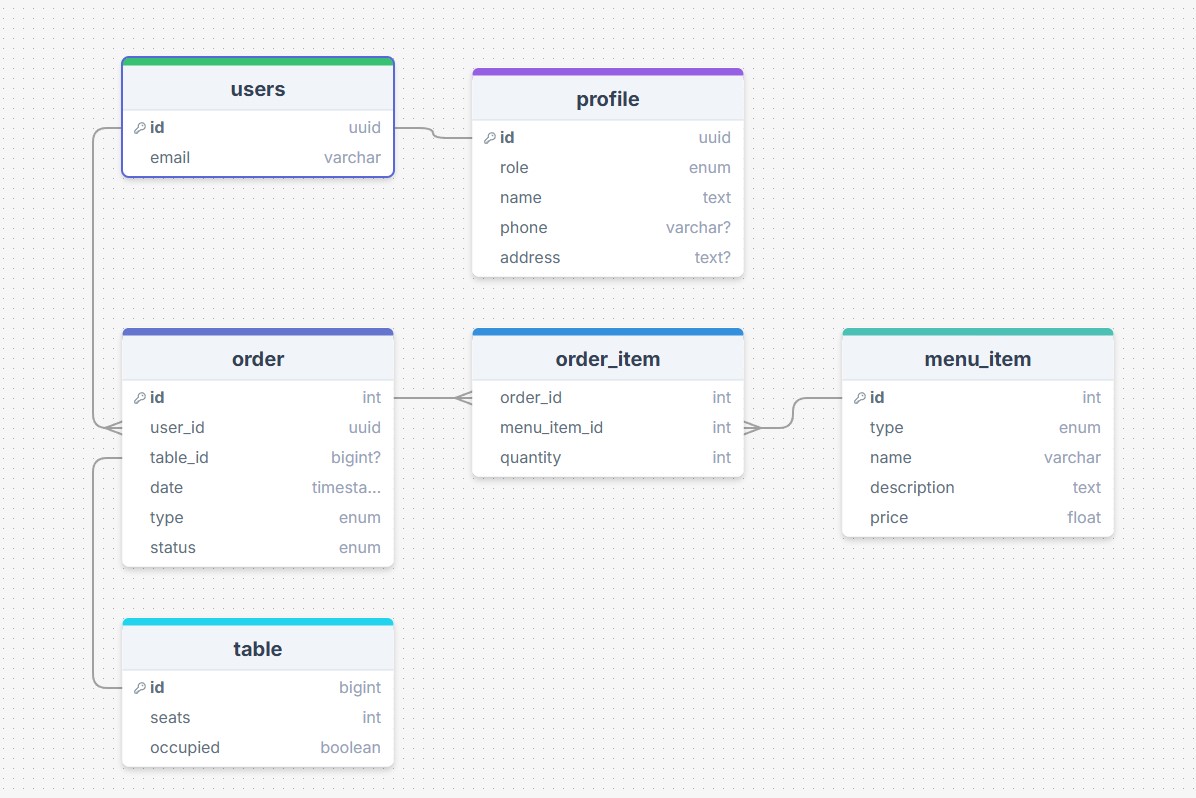 users
id uuid
email varchar
profile
id uuid
role enum
name text
phone varchar?
address text?
order
id int
user_id uuid
table_id bigint?
date timesta...
type enum
status enum
order_item
order_id int
menu_item_id int
quantity int
menu_item
id int
type enum
name varchar
description text
price float
table
id bigint
seats int
occupied boolean